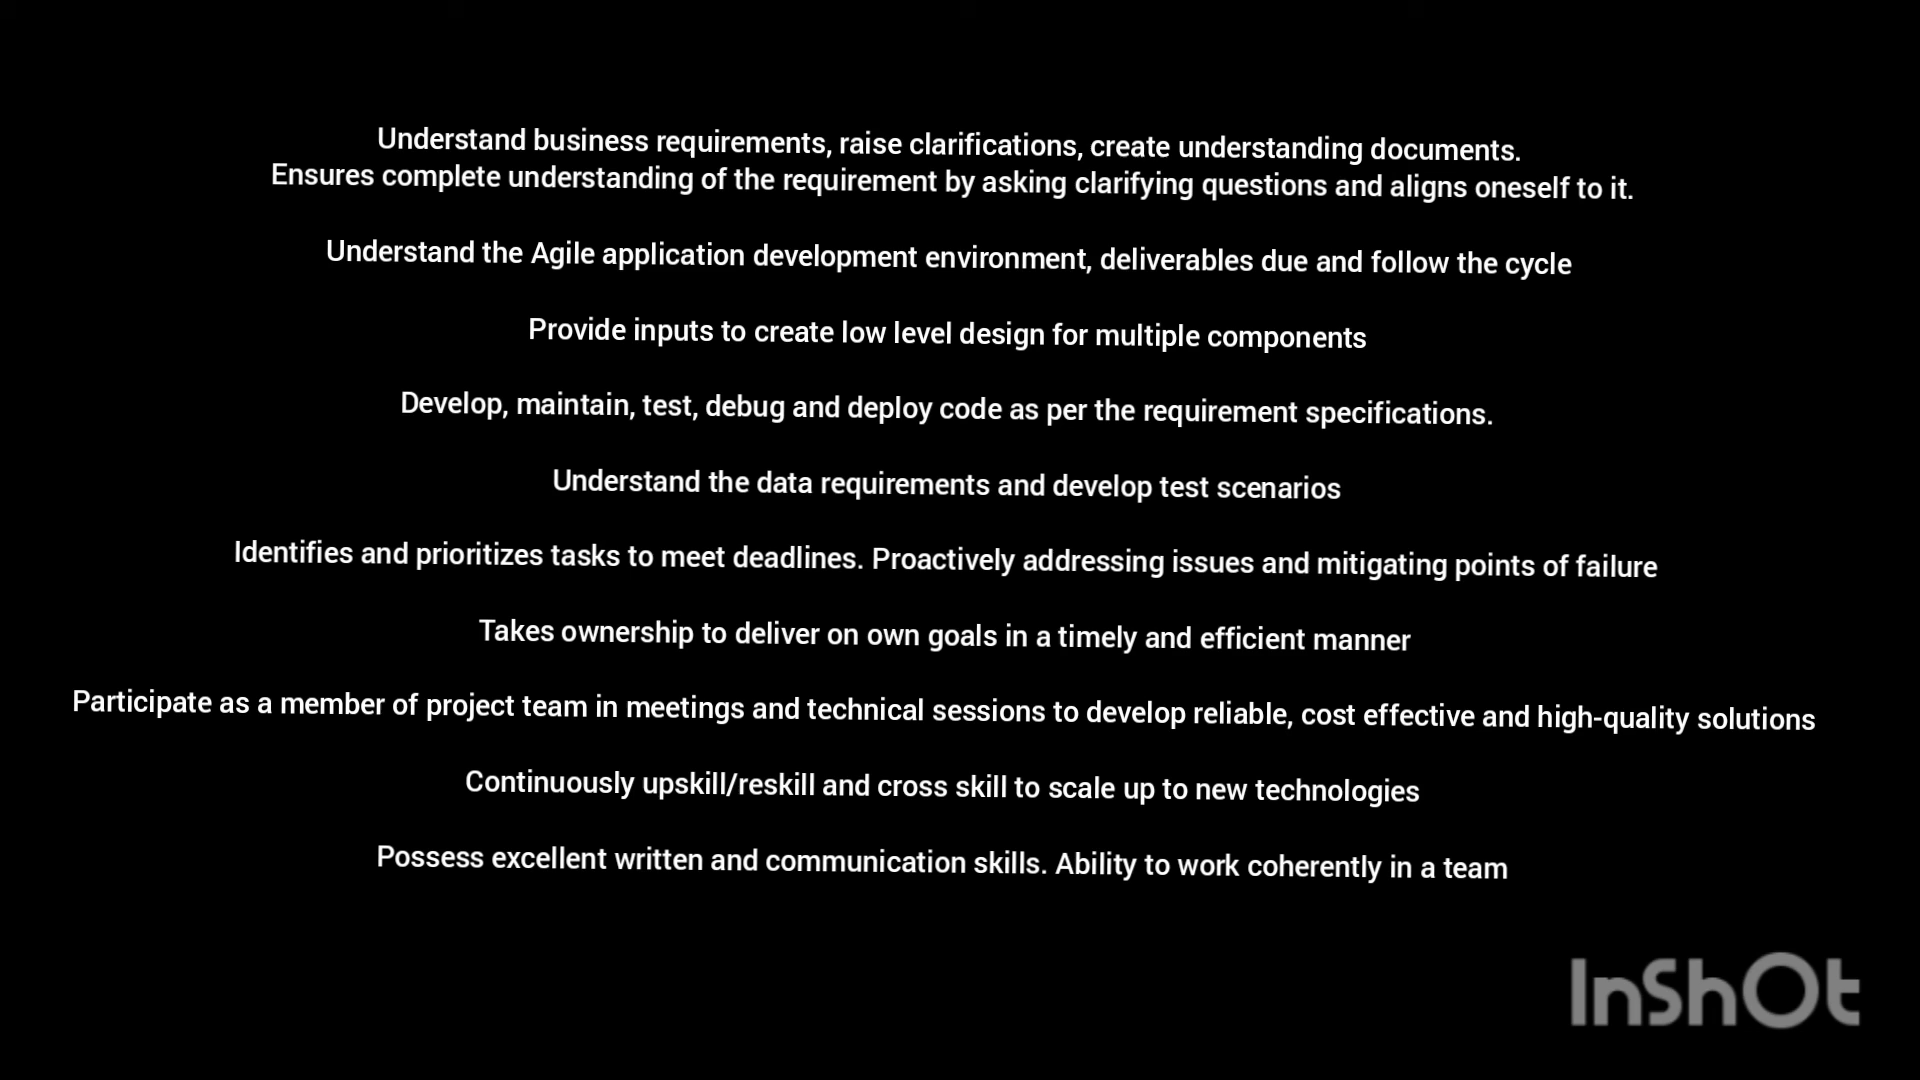 Understand business requirements, raise clarifications, create understanding documents.
Ensures complete understanding of the requirement by asking clarifying questions and aligns oneself to it.
Understand the Agile application development environment, deliverables due and follow the cycle
Provide inputs to create low level design for multiple components
Develop, maintain, test, debug and deploy code as per the requirement specifications.
Understand the data requirements and develop test scenarios
Identifies and prioritizes tasks to meet deadlines. Proactively addressing issues and mitigating points of failure
Takes ownership to deliver on own goals in a timely and efficient manner
Participate as a member of project team in meetings and technical sessions to develop reliable, cost effective and high-quality solutions
Continuously upskill/reskill and cross skill to scale up to new technologies
Possess excellent written and communication skills. Ability to work coherently in a team
InShOt